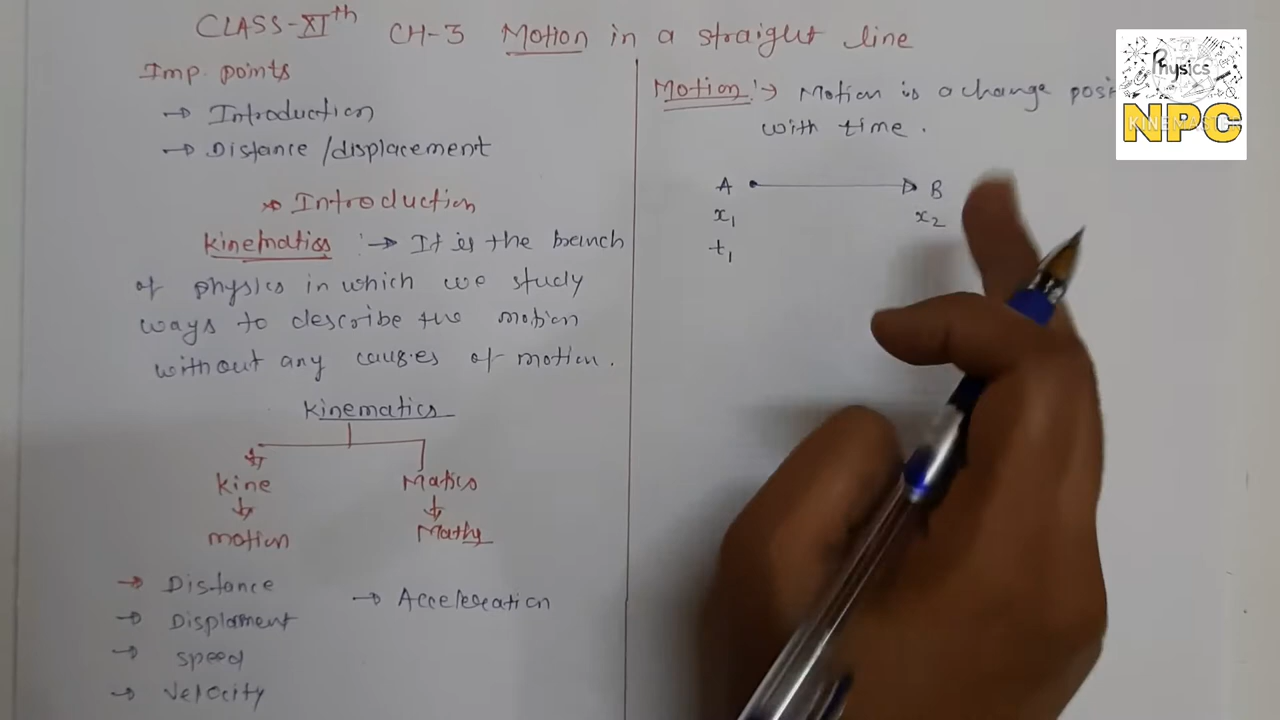 CLASS-XIth CH-3 Motion in a straight line
Imp. points
→ Introduction
→ Distance /displacement
* Introduction
kinematics :→ It is the branch
of physics in which we study
ways to describe the motion
without any causes of motion.
kinematics
kine Matics
motion Maths
→ Distance
→ Displament
→ speed
→ velocity
→ Acceleration
Motion :→ Motion is a change posi
with time.
A B
x1 x2
t1
Physics
NPC